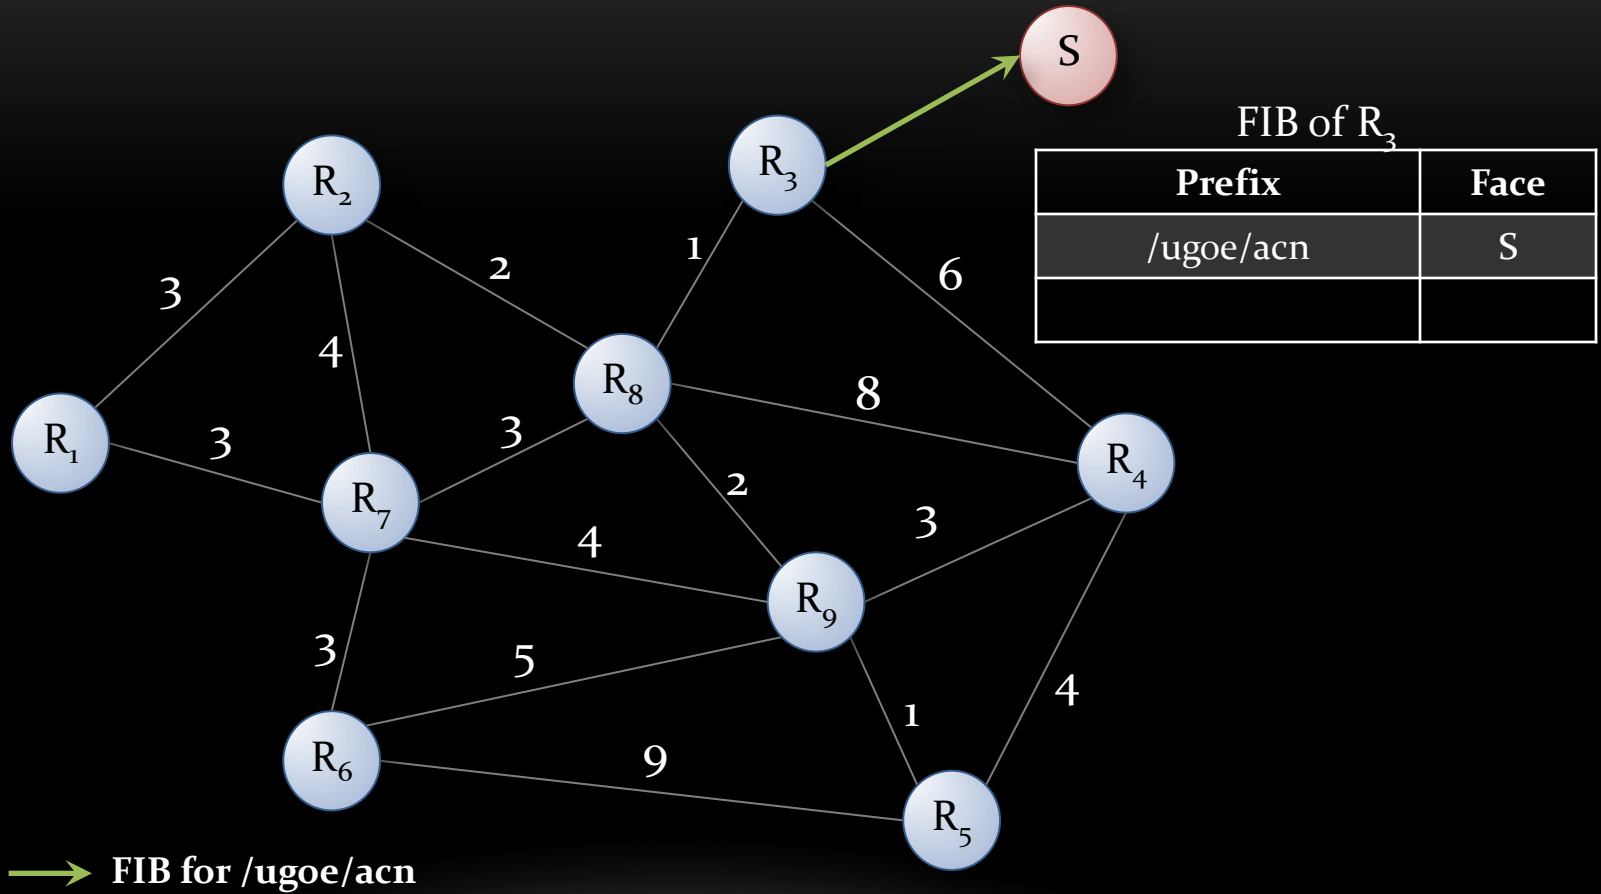 S
FIB of R3
R3
Prefix Face
R2
/ugoe/acn S
1
2
6
3
4
R8
8
R1
3
3
R4
R7
2
3
4
R9
3
5
4
1
R6
9
R5
FIB for /ugoe/acn